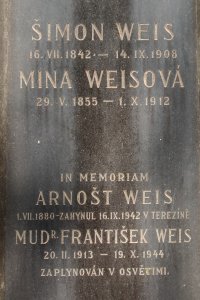 ŠIMON WEIS
16. VII. 1842 — 14. IX. 1908
MINA WEISOVÁ
29. V. 1855 — 1. X. 1912
IN MEMORIAM
ARNOŠT WEIS
1. VII. 1880 - ZAHYNUL 16. IX. 1942 V TEREZÍNĚ
MUDR. FRANTIŠEK WEIS
20. II. 1913 — 19. X. 1944
ZAPLYNOVÁN V OSVĚTIMI.